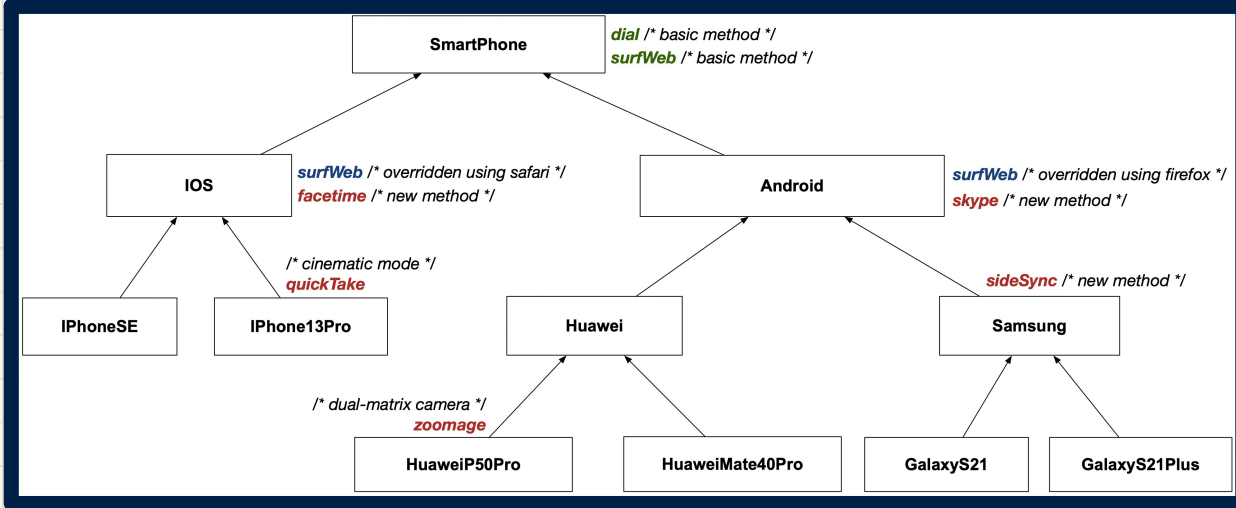 SmartPhone
dial /* basic method */
surfWeb /* basic method */
IOS
surfWeb /* overridden using safari */
facetime /* new method */
Android
surfWeb /* overridden using firefox */
skype /* new method */
/* cinematic mode */
quickTake
sideSync /* new method */
IPhoneSE
IPhone13Pro
Huawei
Samsung
/* dual-matrix camera */
zoomage
HuaweiP50Pro
HuaweiMate40Pro
GalaxyS21
GalaxyS21Plus